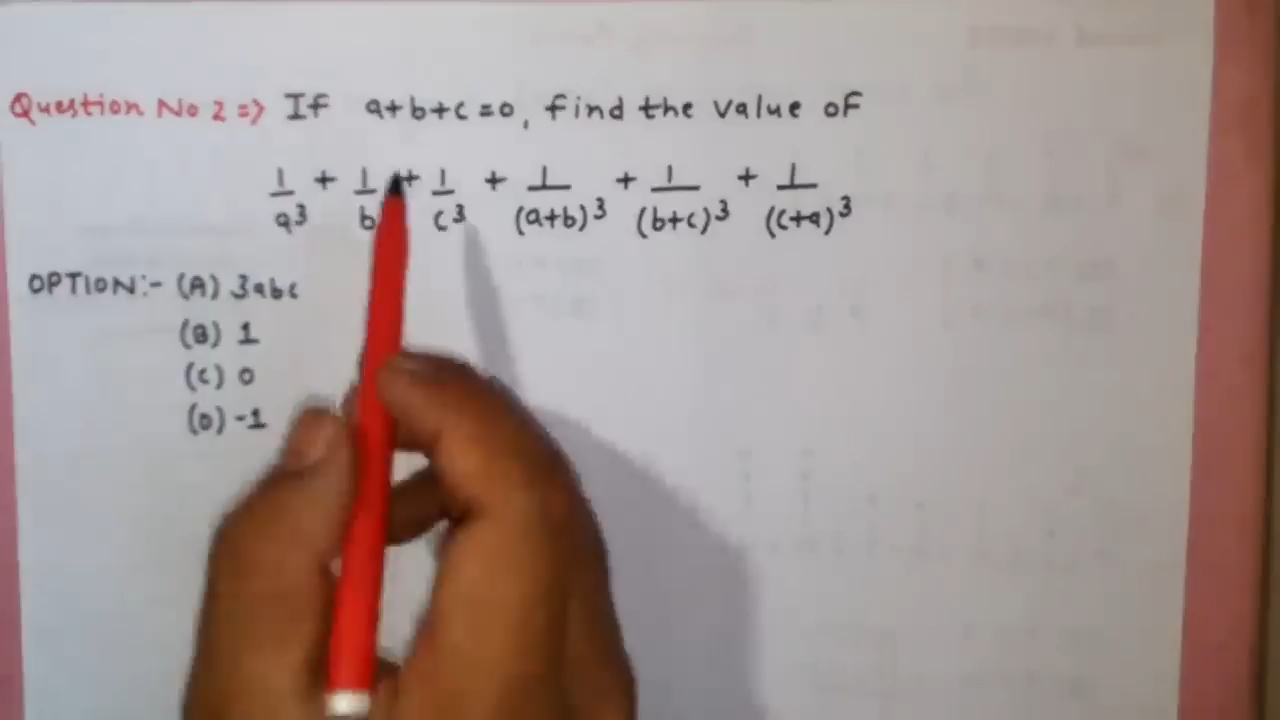 Question No 2 => If a+b+c=0, find the value of
1/a³ + 1/b + 1/c³ + 1/(a+b)³ + 1/(b+c)³ + 1/(c+a)³
OPTION:- (A) 3abc
(B) 1
(C) 0
(D) -1